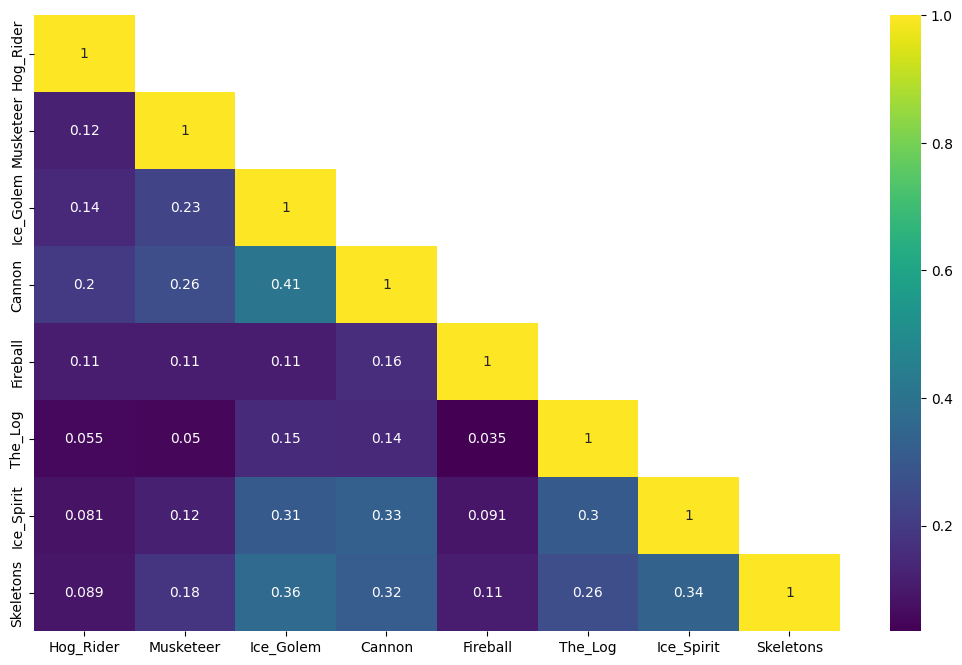 Hog_Rider 1 1.0
Musketeer 0.12 1
0.8
Ice_Golem 0.14 0.23 1
Cannon 0.2 0.26 0.41 1
0.6
Fireball 0.11 0.11 0.11 0.16 1
0.4
The_Log 0.055 0.05 0.15 0.14 0.035 1
Ice_Spirit 0.081 0.12 0.31 0.33 0.091 0.3 1
0.2
Skeletons 0.089 0.18 0.36 0.32 0.11 0.26 0.34 1
Hog_Rider Musketeer Ice_Golem Cannon Fireball The_Log Ice_Spirit Skeletons